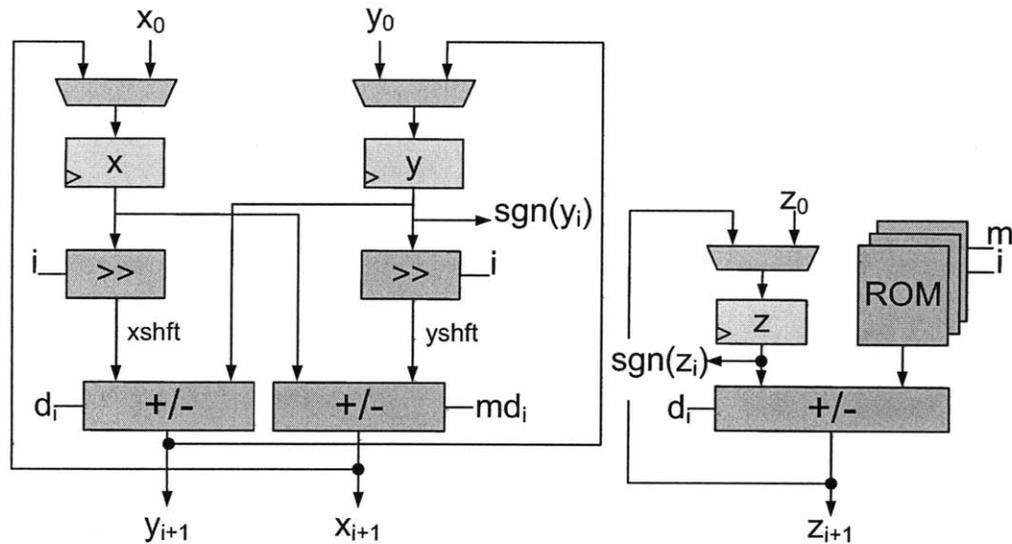 x₀
y₀
x
y
sgn(yᵢ)
i
>>
>>
i
xshft
yshft
dᵢ
+/-
+/-
mdᵢ
yᵢ₊₁
xᵢ₊₁
z₀
m
i
ROM
z
sgn(zᵢ)
dᵢ
+/-
zᵢ₊₁